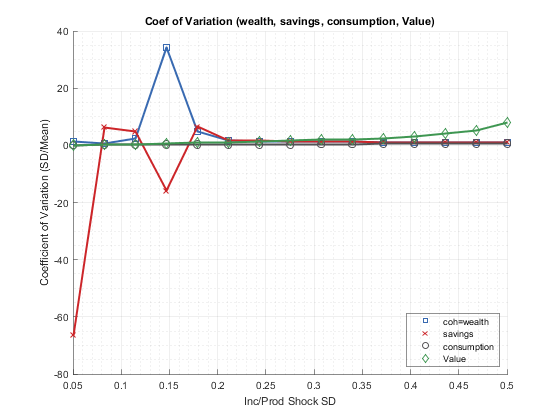 Coef of Variation (wealth, savings, consumption, Value)
40
20
0
-20
-40
-60
-80
Coefficient of Variation (SD/Mean)
0.05
0.1
0.15
0.2
0.25
0.3
0.35
0.4
0.45
0.5
Inc/Prod Shock SD
coh=wealth
savings
consumption
Value